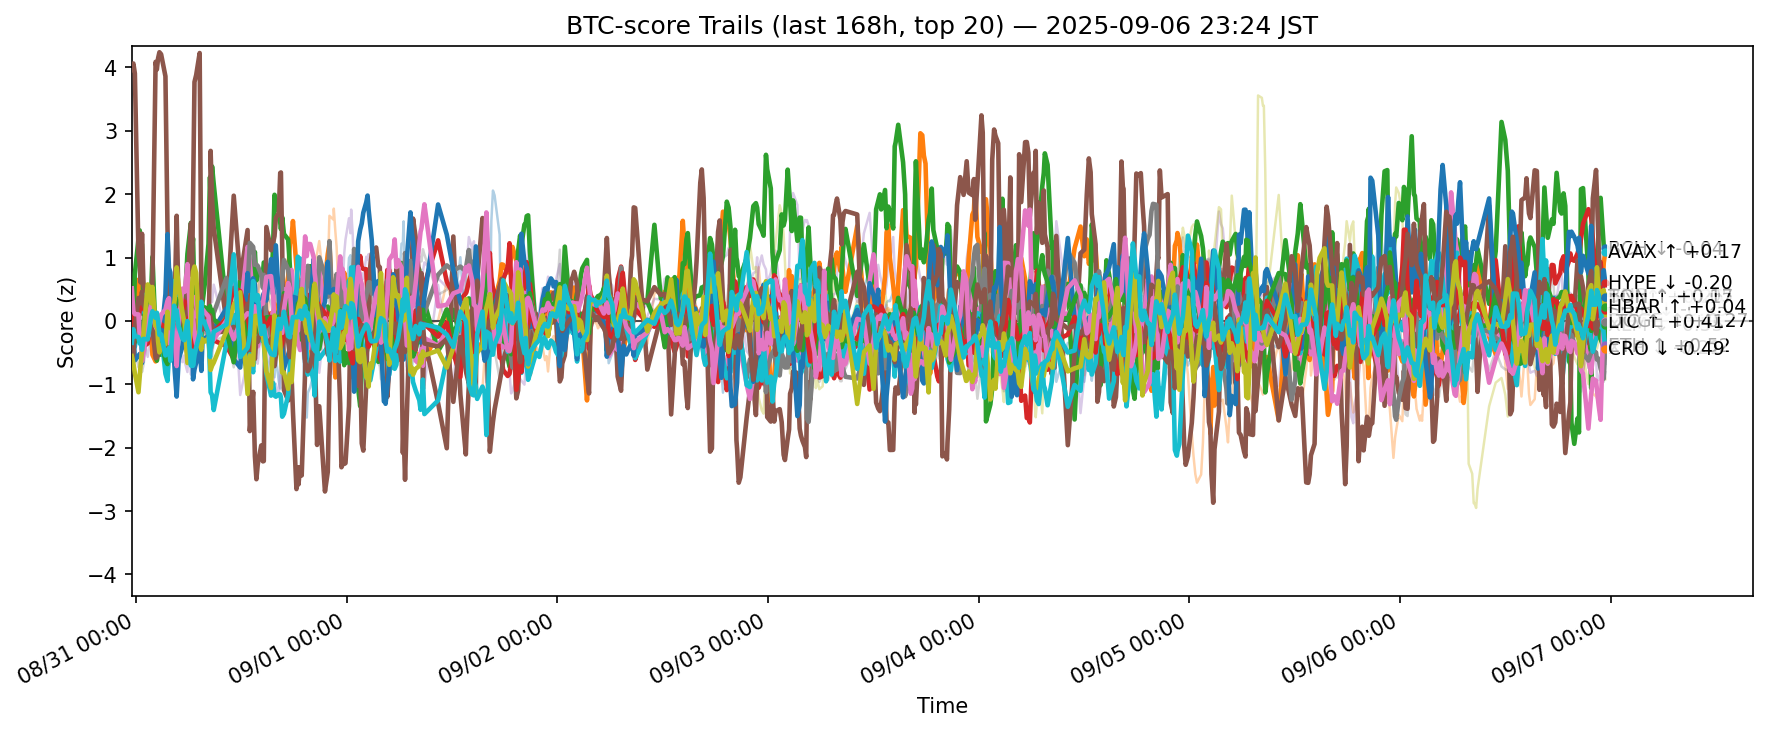 BTC-score Trails (last 168h, top 20) — 2025-09-06 23:24 JST
Score (z)
4
3
2
1
0
−1
−2
−3
−4
AVAX ↑ +0.17
HYPE ↓ -0.20
HBAR ↑ +0.04
LTC ↑ +0.41
CRO ↓ -0.49
08/31 00:00
09/01 00:00
09/02 00:00
09/03 00:00
09/04 00:00
09/05 00:00
09/06 00:00
09/07 00:00
Time